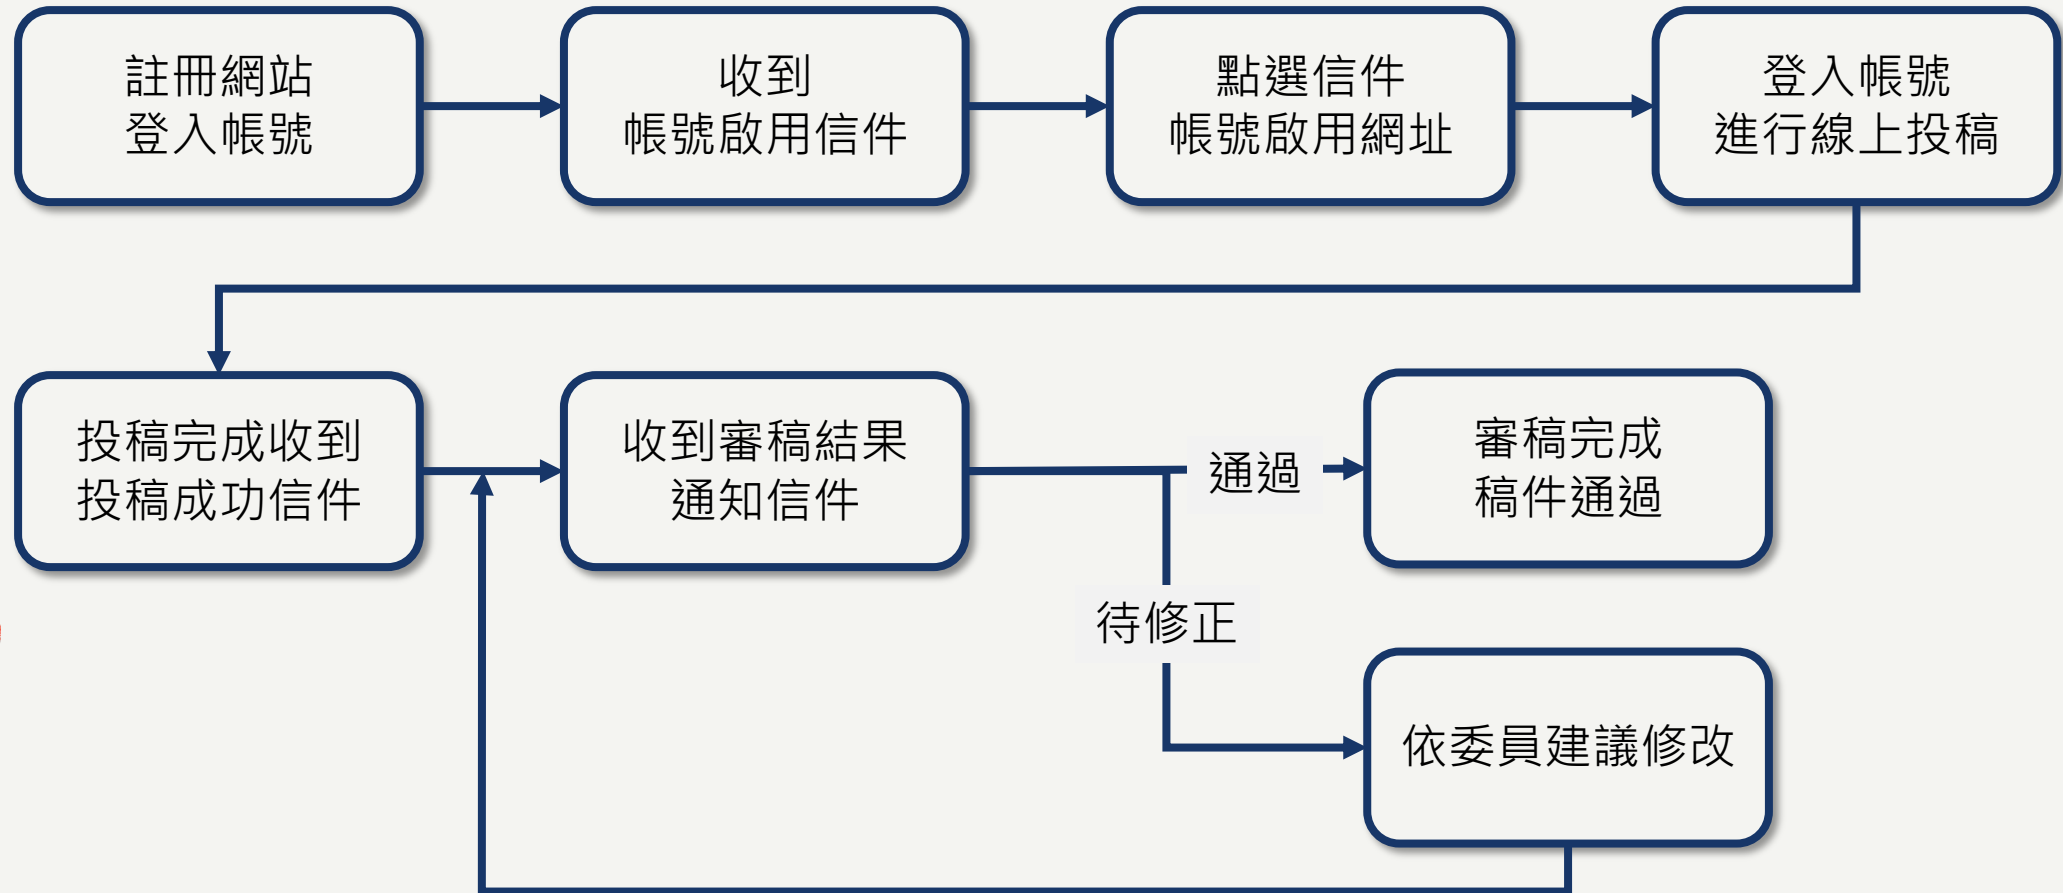 註冊網站
登入帳號
收到
帳號啟用信件
點選信件
帳號啟用網址
登入帳號
進行線上投稿
投稿完成收到
投稿成功信件
收到審稿結果
通知信件
通過
審稿完成
稿件通過
待修正
依委員建議修改